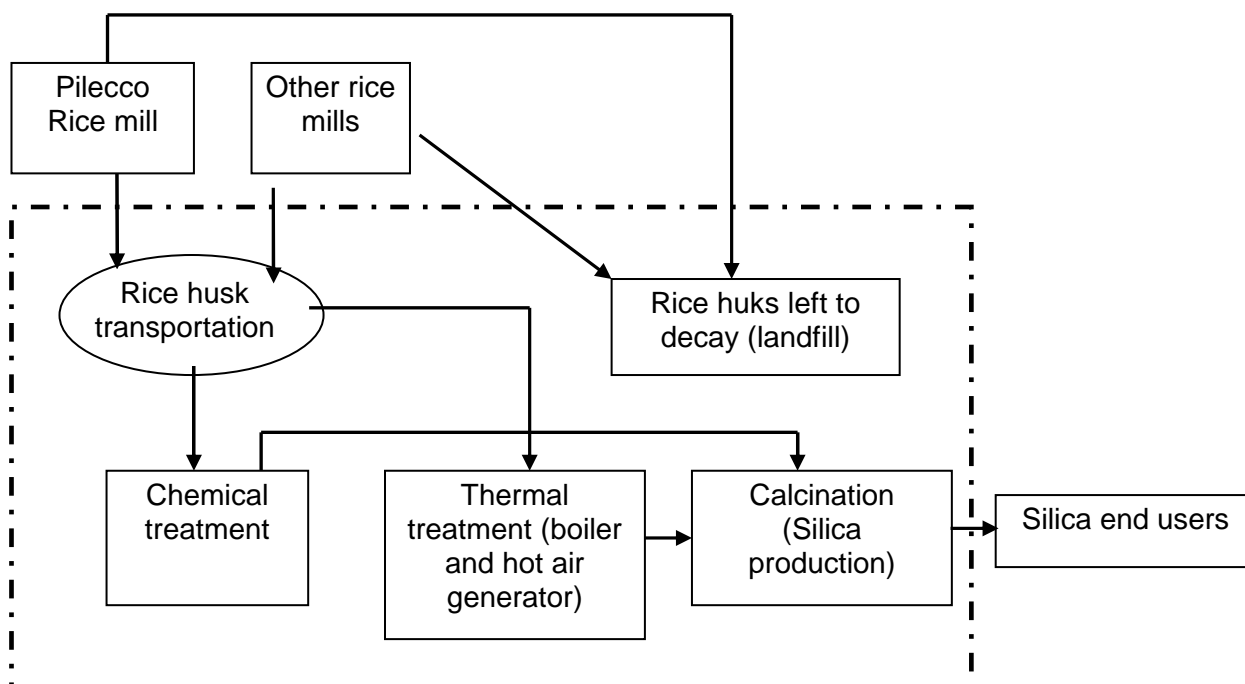 Pilecco
Rice mill
Other rice
mills
Rice husk
transportation
Rice huks left to
decay (landfill)
Chemical
treatment
Thermal
treatment (boiler
and hot air
generator)
Calcination
(Silica
production)
Silica end users